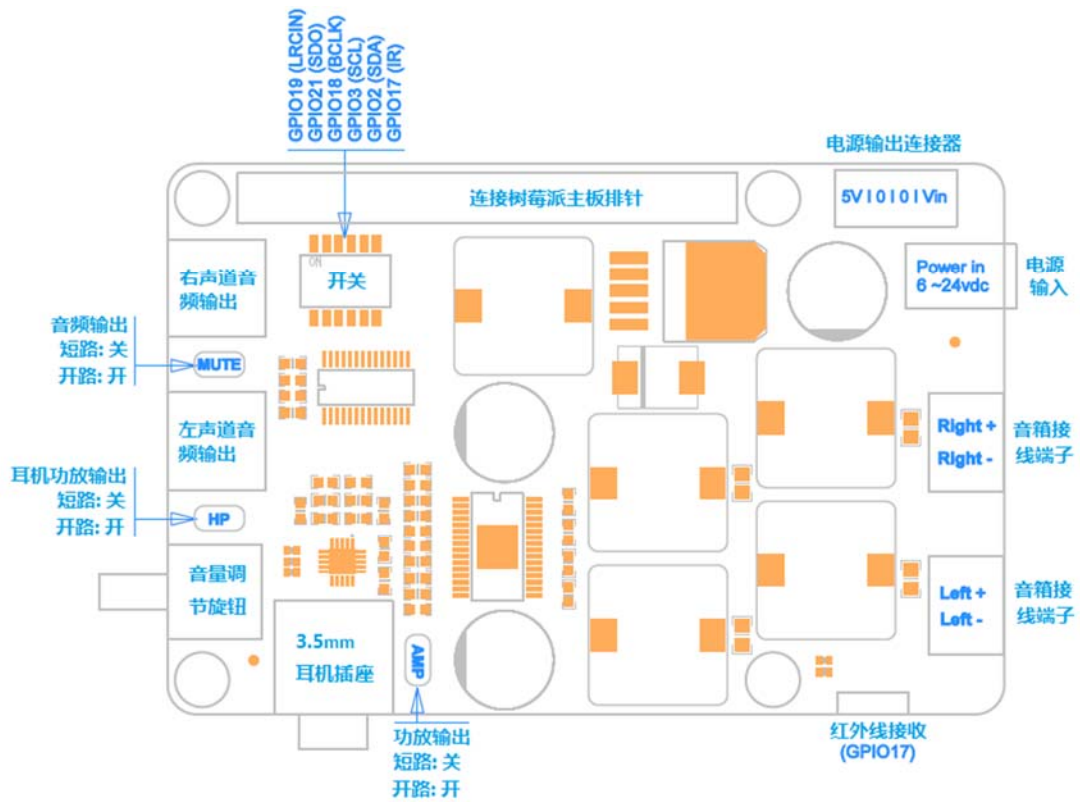 GPIO19 (LRCIN)
GPIO21 (SDO)
GPIO18 (BCLK)
GPIO3 (SCL)
GPIO2 (SDA)
GPIO17 (IR)
电源输出连接器
连接树莓派主板排针
5V | 0 | 0 | Vin
右声道音
频输出
ON
开关
Power in
6 ~24vdc
电源
输入
音频输出
短路: 关
开路: 开
MUTE
左声道音
频输出
Right +
Right -
音箱接
线端子
耳机功放输出
短路: 关
开路: 开
HP
音量调
节旋钮
Left +
Left -
音箱接
线端子
3.5mm
耳机插座
AMP
功放输出
短路: 关
开路: 开
红外线接收
(GPIO17)